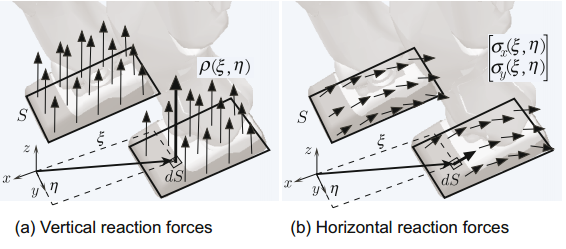 ρ(ξ, η)
S
ξ
z
x
y
η
dS
(a) Vertical reaction forces
[σx(ξ, η)
σy(ξ, η)]
S
ξ
z
x
y
η
dS
(b) Horizontal reaction forces